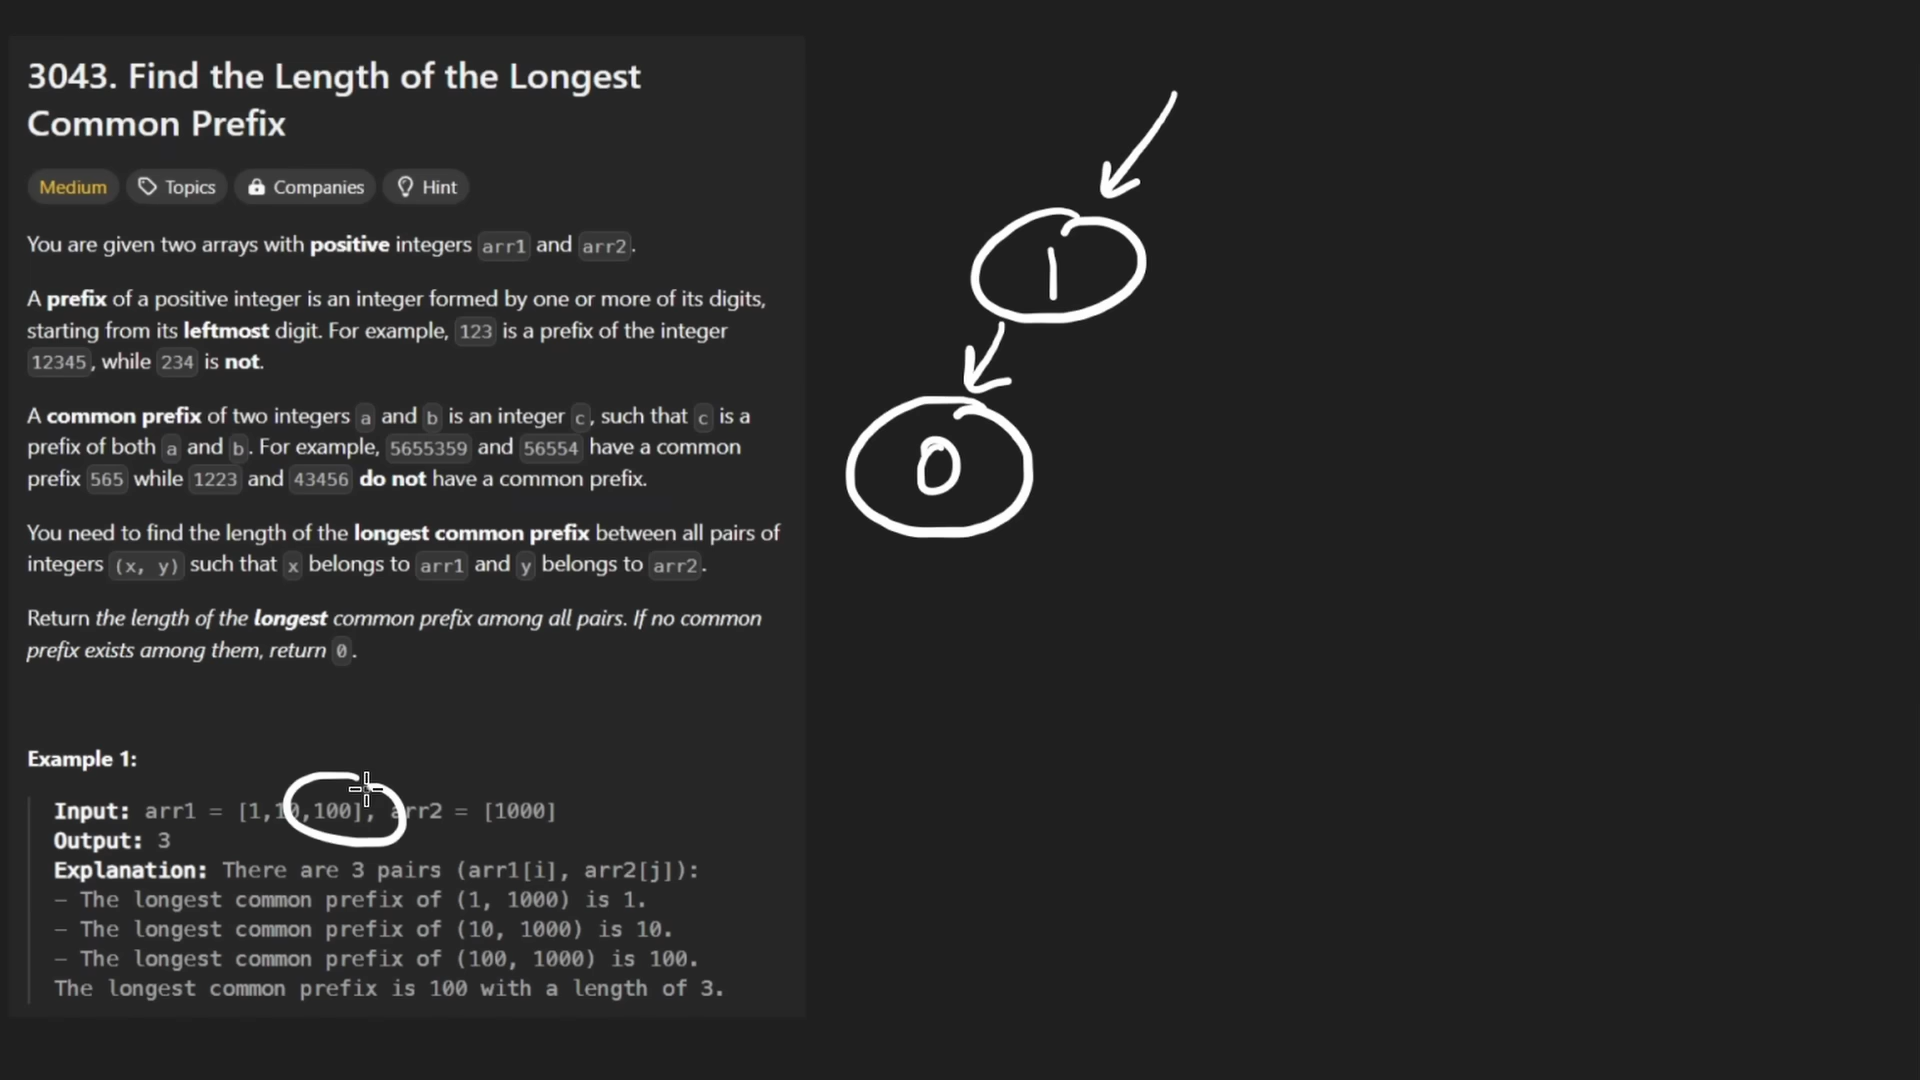 3043. Find the Length of the Longest
Common Prefix
Medium Topics Companies Hint
You are given two arrays with positive integers arr1 and arr2.
A prefix of a positive integer is an integer formed by one or more of its digits,
starting from its leftmost digit. For example, 123 is a prefix of the integer
12345, while 234 is not.
A common prefix of two integers a and b is an integer c, such that c is a
prefix of both a and b. For example, 5655359 and 56554 have a common
prefix 565 while 1223 and 43456 do not have a common prefix.
You need to find the length of the longest common prefix between all pairs of
integers (x, y) such that x belongs to arr1 and y belongs to arr2.
Return the length of the longest common prefix among all pairs. If no common
prefix exists among them, return 0.
Example 1:
Input: arr1 = [1,10,100], arr2 = [1000]
Output: 3
Explanation: There are 3 pairs (arr1[i], arr2[j]):
- The longest common prefix of (1, 1000) is 1.
- The longest common prefix of (10, 1000) is 10.
- The longest common prefix of (100, 1000) is 100.
The longest common prefix is 100 with a length of 3.
1
0